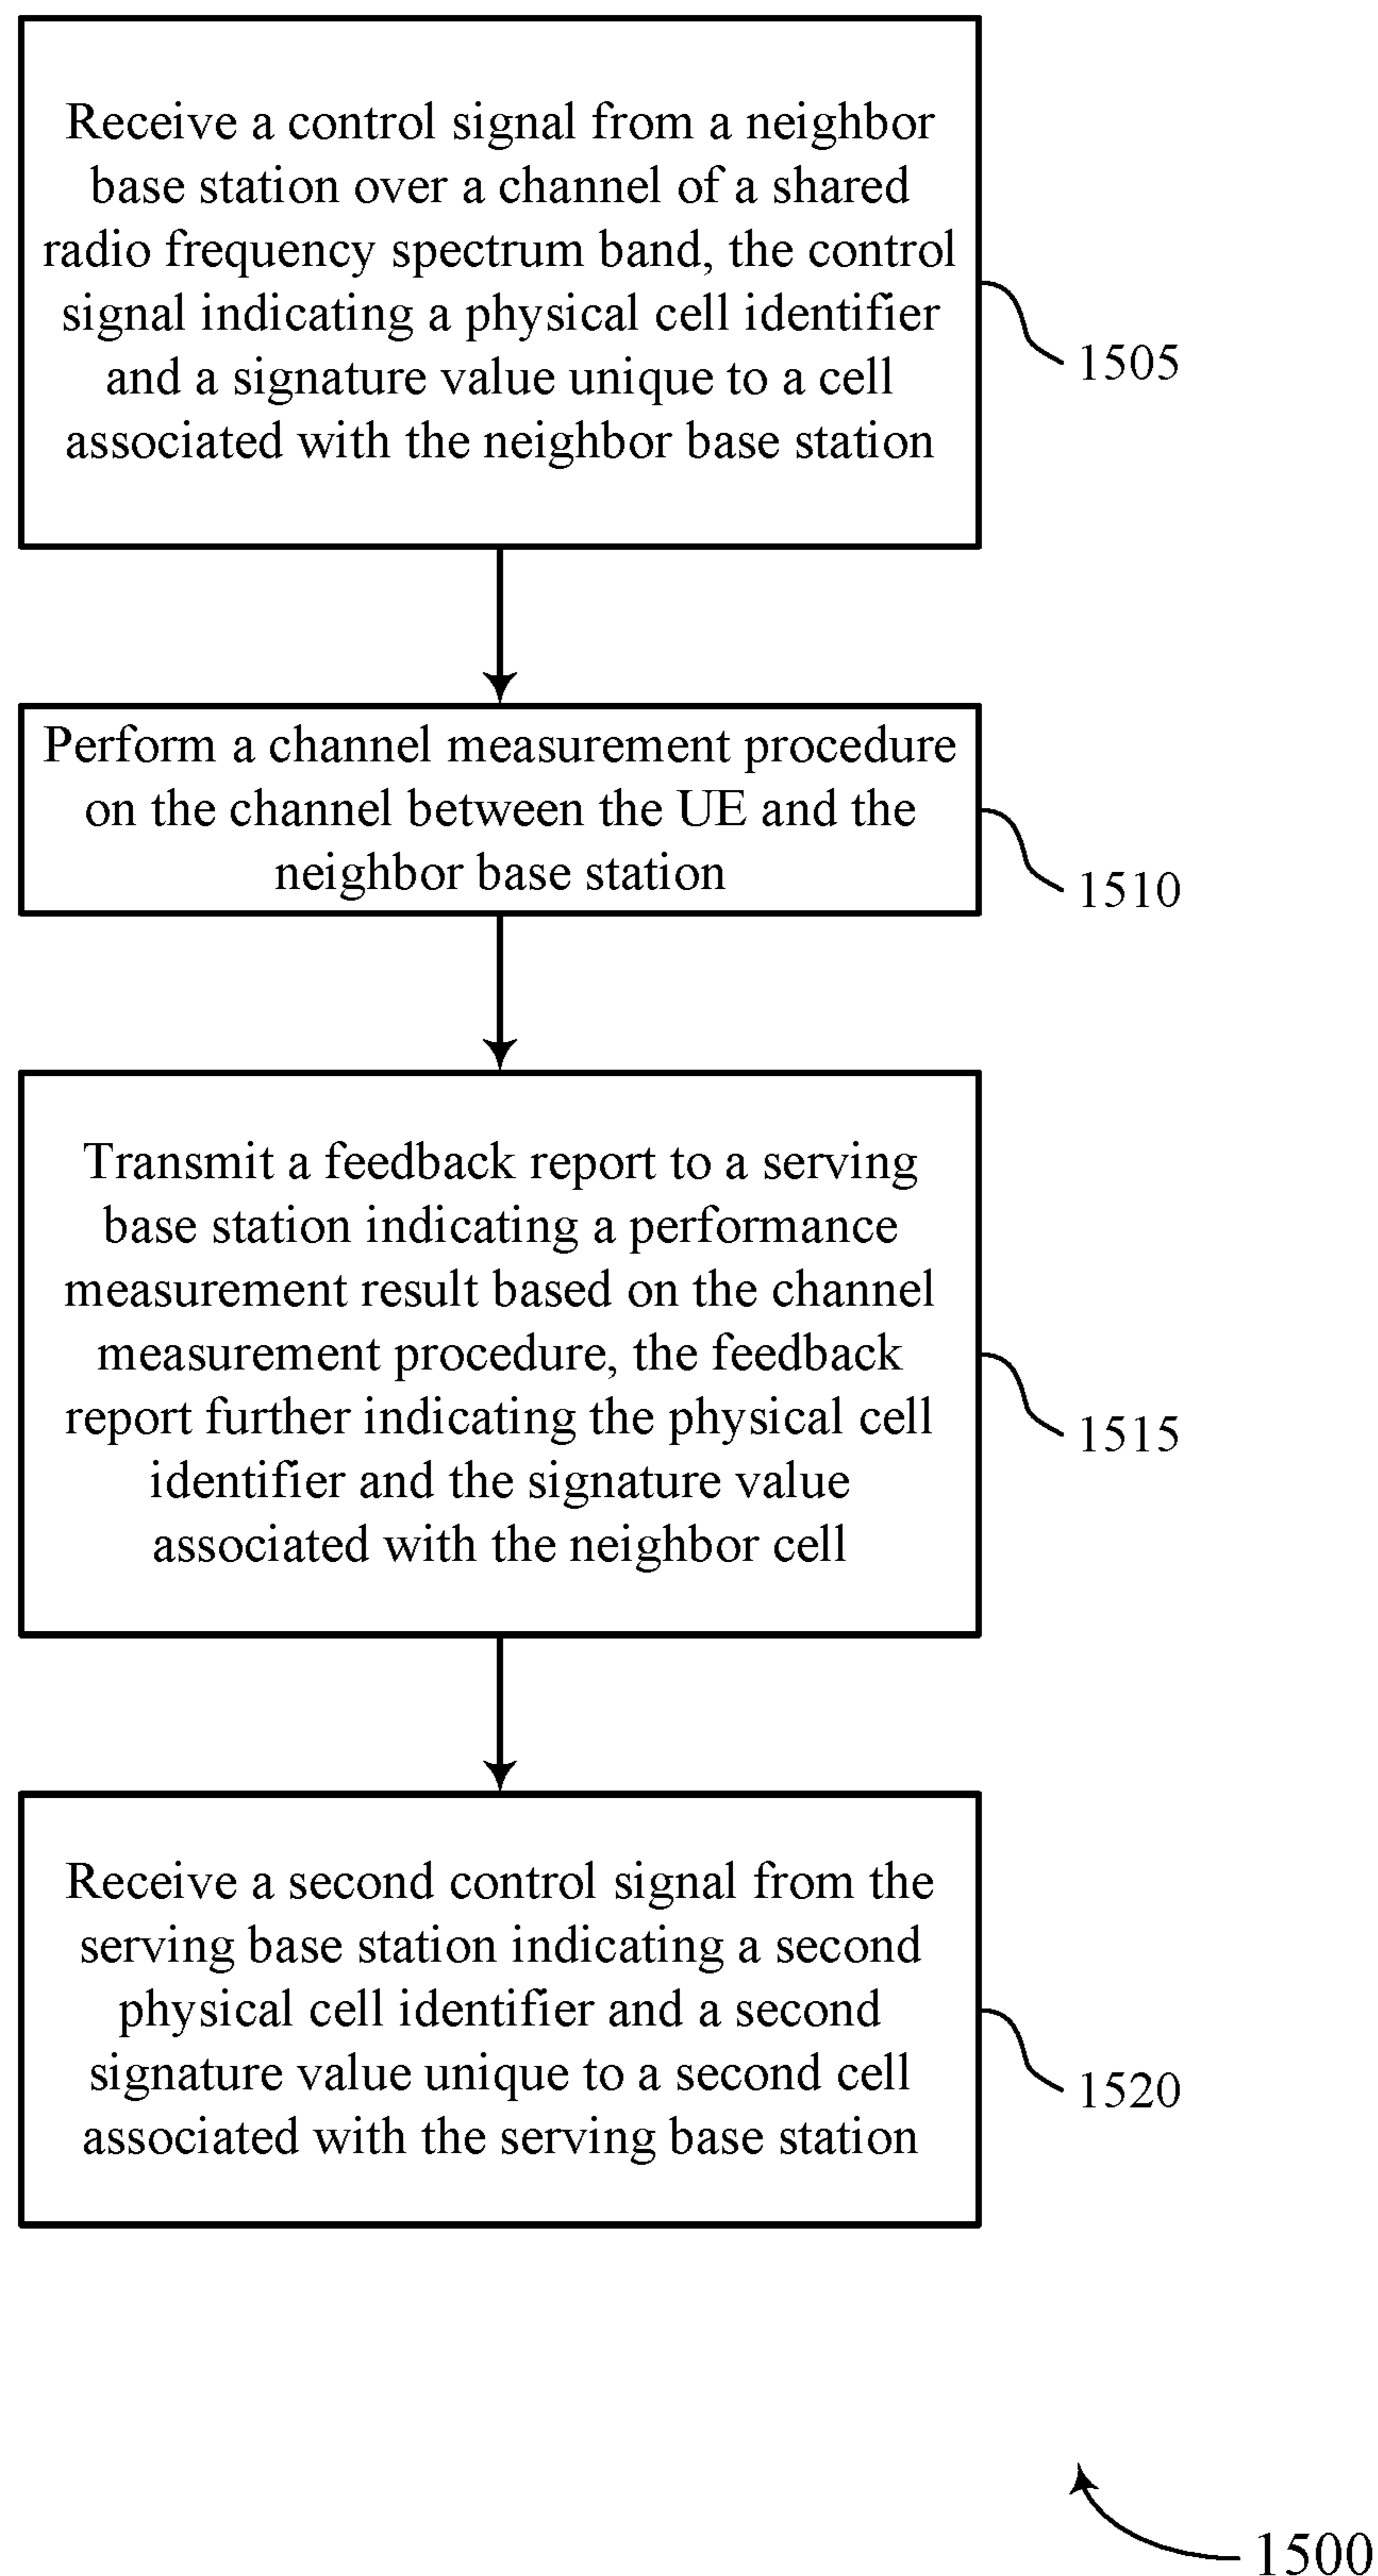 Receive a control signal from a neighbor
base station over a channel of a shared
radio frequency spectrum band, the control
signal indicating a physical cell identifier
and a signature value unique to a cell
associated with the neighbor base station
1505
Perform a channel measurement procedure
on the channel between the UE and the
neighbor base station
1510
Transmit a feedback report to a serving
base station indicating a performance
measurement result based on the channel
measurement procedure, the feedback
report further indicating the physical cell
identifier and the signature value
associated with the neighbor cell
1515
Receive a second control signal from the
serving base station indicating a second
physical cell identifier and a second
signature value unique to a second cell
associated with the serving base station
1520
1500